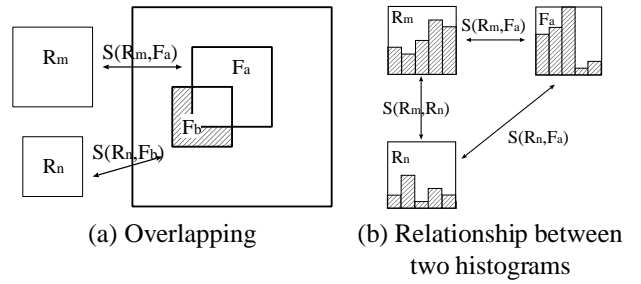 Rm
S(Rm,Fa)
Fa
Fb
Rn
S(Rn,Fb)
(a) Overlapping
Rm
S(Rm,Fa)
Fa
S(Rm,Rn)
S(Rn,Fa)
Rn
(b) Relationship between
two histograms